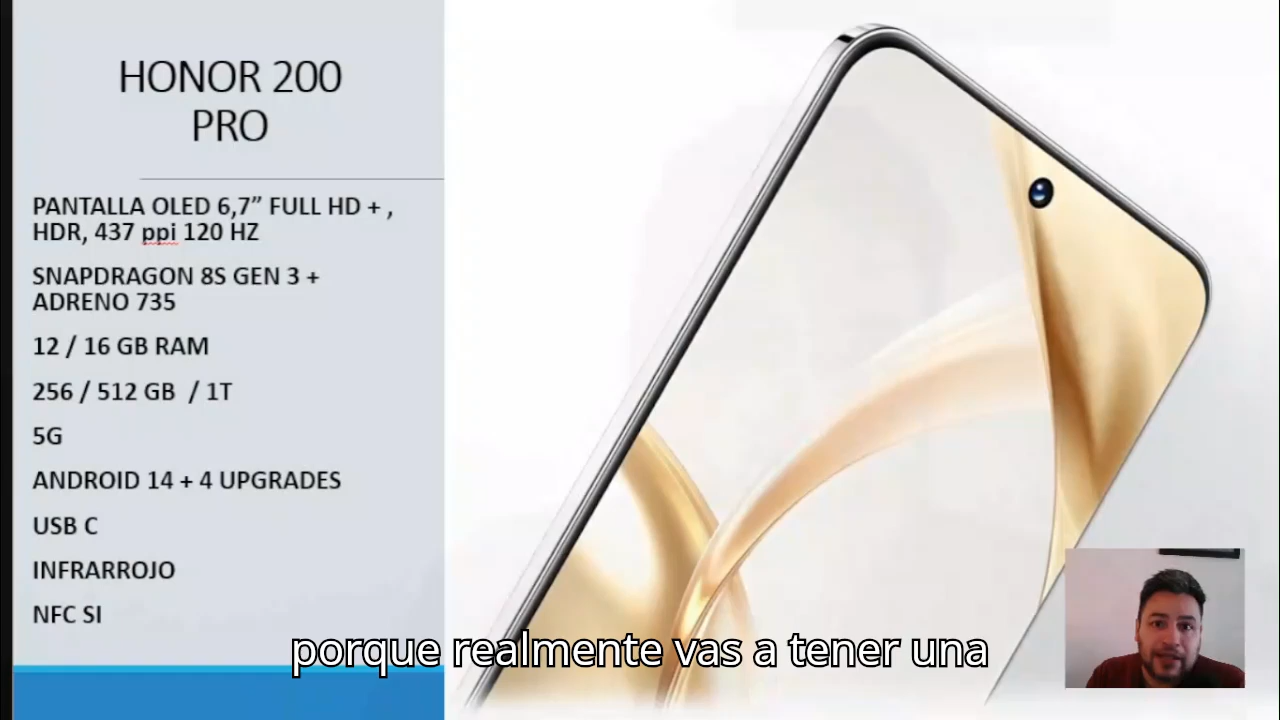 HONOR 200
PRO
PANTALLA OLED 6,7” FULL HD + ,
HDR, 437 ppi 120 HZ
SNAPDRAGON 8S GEN 3 +
ADRENO 735
12 / 16 GB RAM
256 / 512 GB / 1T
5G
ANDROID 14 + 4 UPGRADES
USB C
INFRARROJO
NFC SI
porque realmente vas a tener una